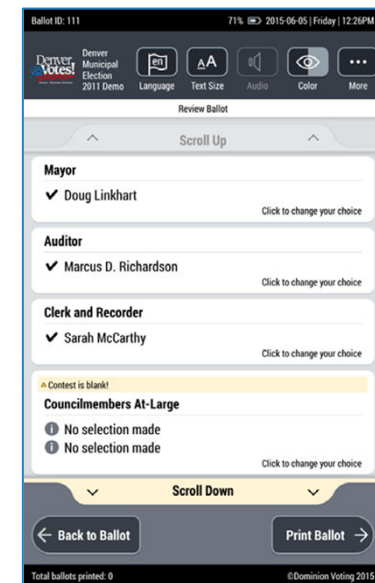 Ballot ID: 111
71% 2015-06-05 | Friday | 12:26PM
Denver Votes!
Denver
Municipal
Election
2011 Demo
en
Language
AA
Text Size
Audio
Color
More
Review Ballot
Scroll Up
Mayor
Doug Linkhart
Click to change your choice
Auditor
Marcus D. Richardson
Click to change your choice
Clerk and Recorder
Sarah McCarthy
Click to change your choice
Contest is blank!
Councilmembers At-Large
No selection made
No selection made
Click to change your choice
Scroll Down
Back to Ballot
Print Ballot
Total ballots printed: 0
©Dominion Voting 2015